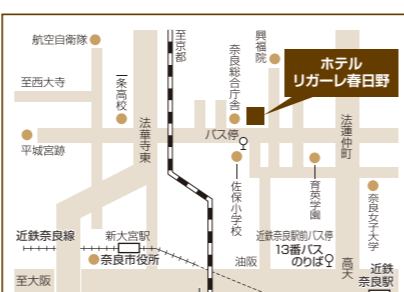 航空自衛隊
至京都
奈良総合庁舎
興福院
ホテル
リガーレ春日野
至西大寺
一条高校
法華寺東
バス停
法蓮仲町
平城宮跡
佐保小学校
育英学園
奈良女子大学
近鉄奈良線
新大宮駅
近鉄奈良駅前バス停
13番バス
のりば
奈良市役所
油阪
高天
近鉄
奈良駅
至大阪